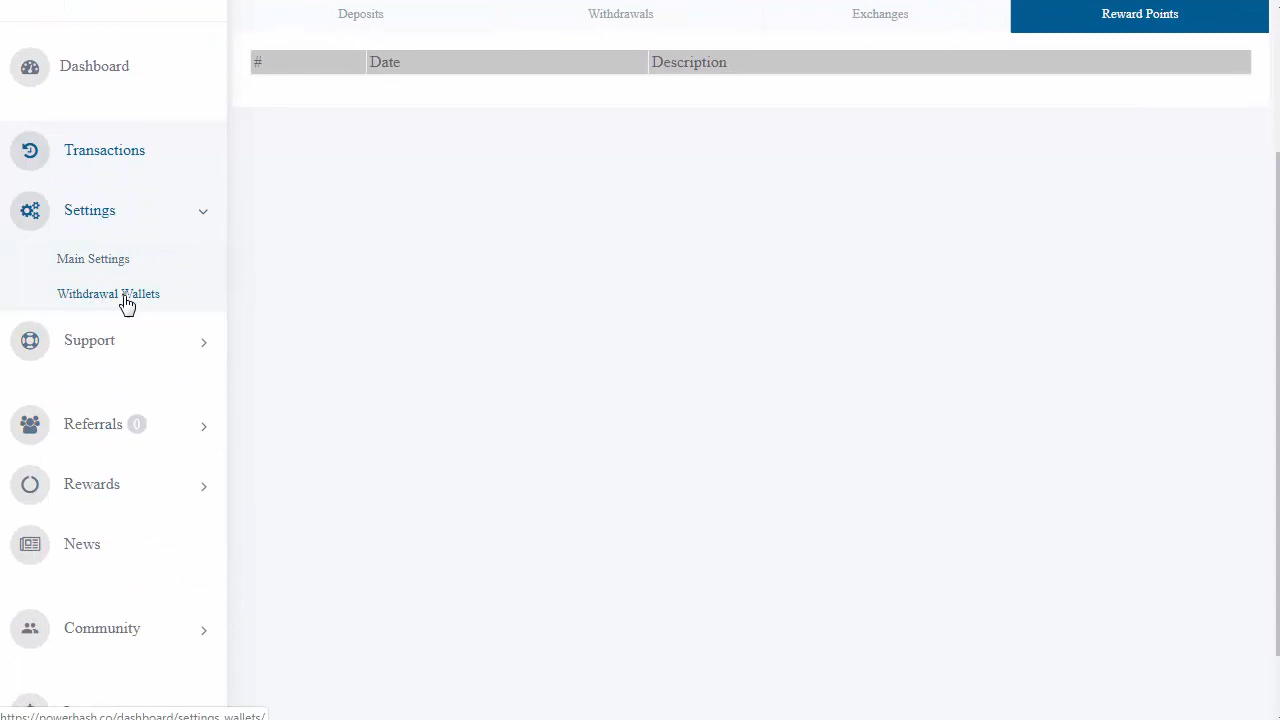 Deposits
Withdrawals
Exchanges
Reward Points
#
Date
Description
Dashboard
Transactions
Settings
Main Settings
Withdrawal Wallets
Support
Referrals 0
Rewards
News
Community
https://powerhash.co/dashboard/settings_wallets/